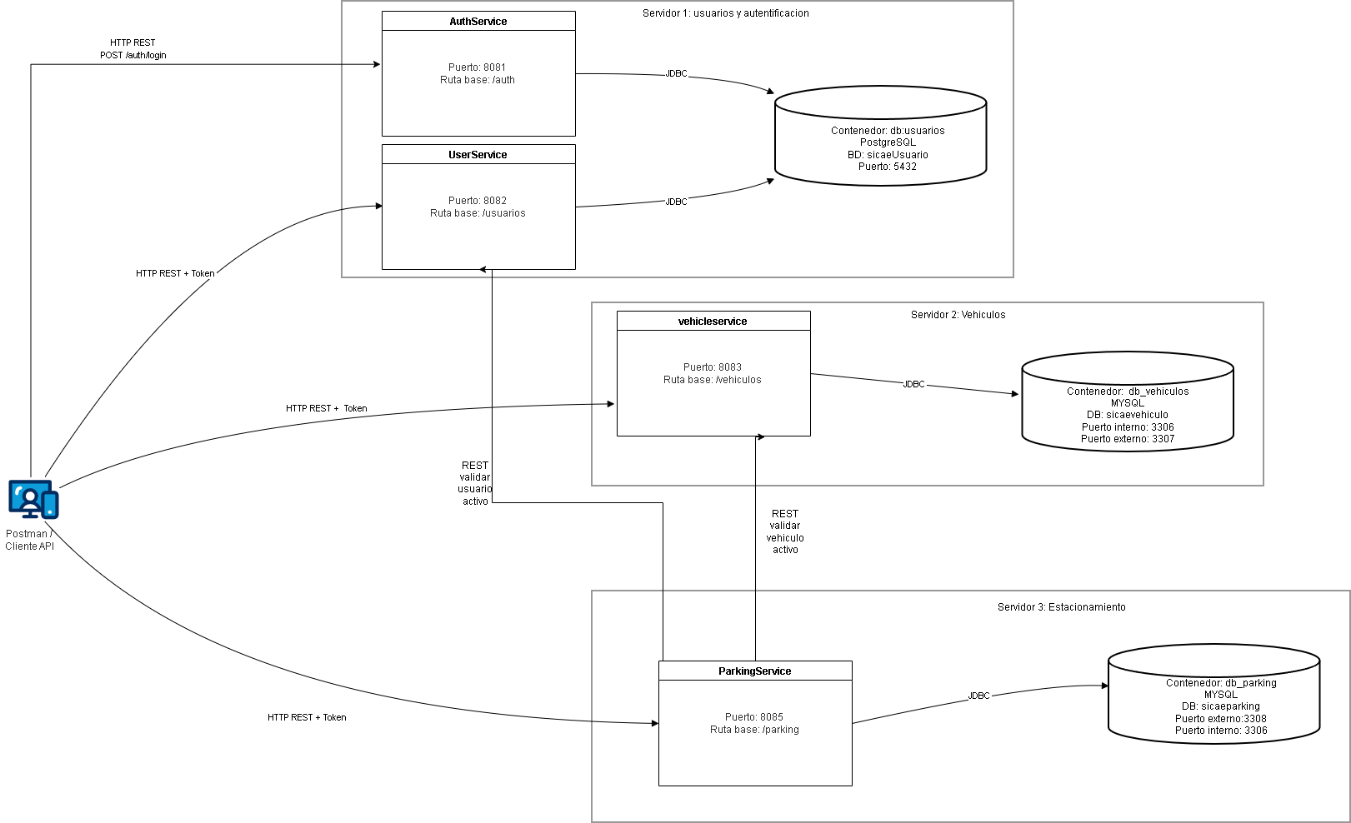 Servidor 1: usuarios y autentificacion
AuthService
HTTP REST
POST /auth/login
Puerto: 8081
Ruta base: /auth
JDBC
Contenedor: db:usuarios
PostgreSQL
BD: sicaeUsuario
Puerto: 5432
UserService
Puerto: 8082
Ruta base: /usuarios
JDBC
HTTP REST + Token
Servidor 2: Vehiculos
vehicleservice
Puerto: 8083
Ruta base: /vehiculos
JDBC
Contenedor: db_vehiculos
MYSQL
DB: sicaevehiculo
Puerto interno: 3306
Puerto externo: 3307
HTTP REST + Token
REST
validar
usuario
activo
REST
validar
vehiculo
activo
Postman /
Cliente API
Servidor 3: Estacionamiento
ParkingService
Puerto: 8085
Ruta base: /parking
JDBC
Contenedor: db_parking
MYSQL
DB: sicaeparking
Puerto externo:3308
Puerto interno: 3306
HTTP REST + Token